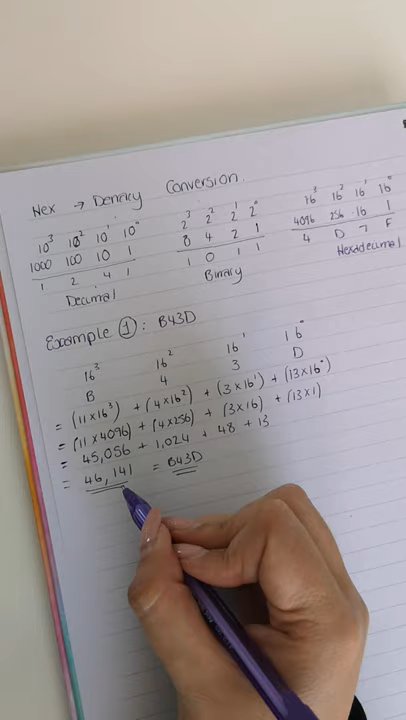 Hex → Denary Conversion.
10³ 10² 10¹ 10⁰
1000 100 10 1
1 2 4 1
Decimal
2³ 2² 2¹ 2⁰
8 4 2 1
1 0 1 1
Binary
16³ 16² 16¹ 16⁰
4096 256 16 1
4 D 7 F
Hexadecimal
Example ①: B43D
16³ 16² 16¹ 16⁰
B 4 3 D
= (11×16³) + (4×16²) + (3×16¹) + (13×16⁰)
= (11×4096) + (4×256) + (3×16) + (13×1)
= 45,056 + 1,024 + 48 + 13
= 46,141 = B43D